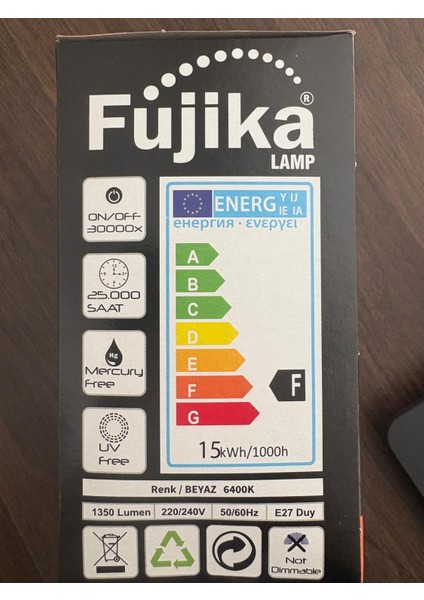 Fujika®
LAMP
ENERG Y IJ
IE IA
енергия · ενεργεια
ON/OFF
30000x
25.000
SAAT
Hg
Mercury
Free
UV
Free
A
B
C
D
E
F
G
F
15kWh/1000h
Renk / BEYAZ 6400K
1350 Lumen 220/240V 50/60Hz E27 Duy
Not
Dimmable